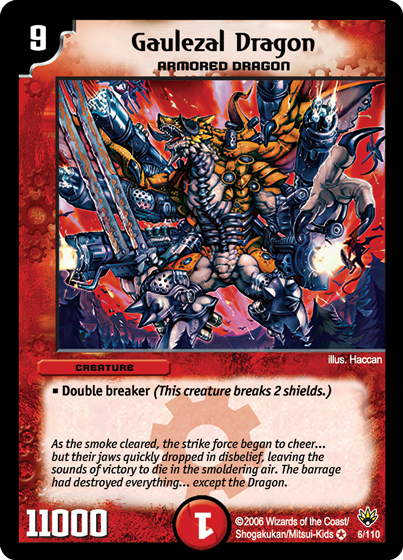 9
Gaulezal Dragon
ARMORED DRAGON
illus. Haccan
CREATURE
▪ Double breaker (This creature breaks 2 shields.)
As the smoke cleared, the strike force began to cheer...
but their jaws quickly dropped in disbelief, leaving the
sounds of victory to die in the smoldering air. The barrage
had destroyed everything... except the Dragon.
11000
1
©2006 Wizards of the Coast/
Shogakukan/Mitsui-Kids ✪ 6/110